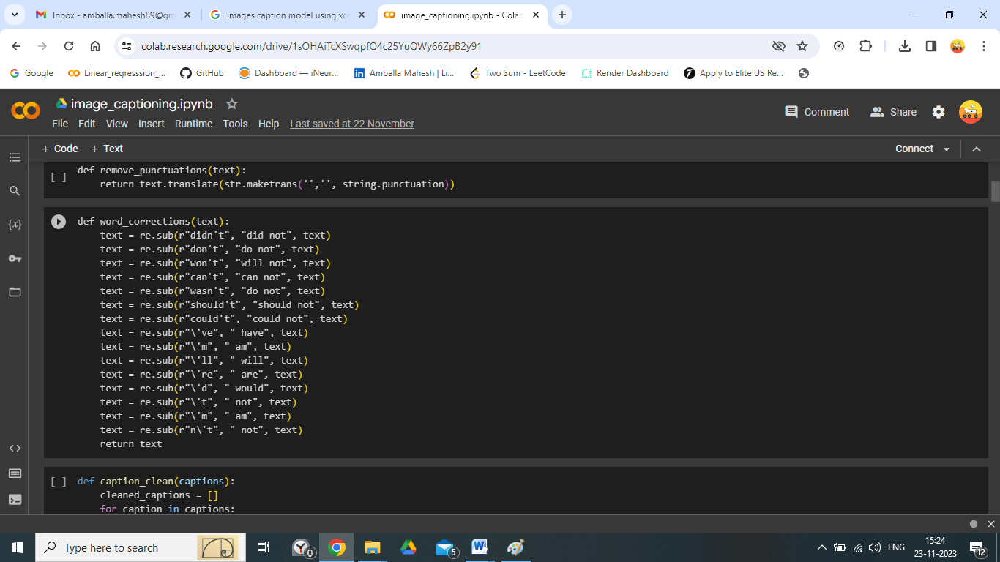 Inbox - amballa.mahesh89@gm
images caption model using xce
image_captioning.ipynb - Colab
colab.research.google.com/drive/1sOHAiTcXSwqpfQ4c25YuQWy66ZpB2y91
Google
Linear_regresssion_...
GitHub
Dashboard — iNeur...
Amballa Mahesh | Li...
Two Sum - LeetCode
Render Dashboard
Apply to Elite US Re...
image_captioning.ipynb
Comment
Share
File Edit View Insert Runtime Tools Help Last saved at 22 November
+ Code + Text
Connect
def remove_punctuations(text):
[ ]
    return text.translate(str.maketrans('','', string.punctuation))
def word_corrections(text):
    text = re.sub(r"didn't", "did not", text)
    text = re.sub(r"don't", "do not", text)
    text = re.sub(r"won't", "will not", text)
    text = re.sub(r"can't", "can not", text)
    text = re.sub(r"wasn't", "do not", text)
    text = re.sub(r"should't", "should not", text)
    text = re.sub(r"could't", "could not", text)
    text = re.sub(r"\'ve", " have", text)
    text = re.sub(r"\'m", " am", text)
    text = re.sub(r"\'ll", " will", text)
    text = re.sub(r"\'re", " are", text)
    text = re.sub(r"\'d", " would", text)
    text = re.sub(r"\'t", " not", text)
    text = re.sub(r"\'m", " am", text)
    text = re.sub(r"n\'t", " not", text)
    return text
{x}
[ ] def caption_clean(captions):
    cleaned_captions = []
    for caption in captions:
Type here to search
0
5
ENG
15:24
23-11-2023
12